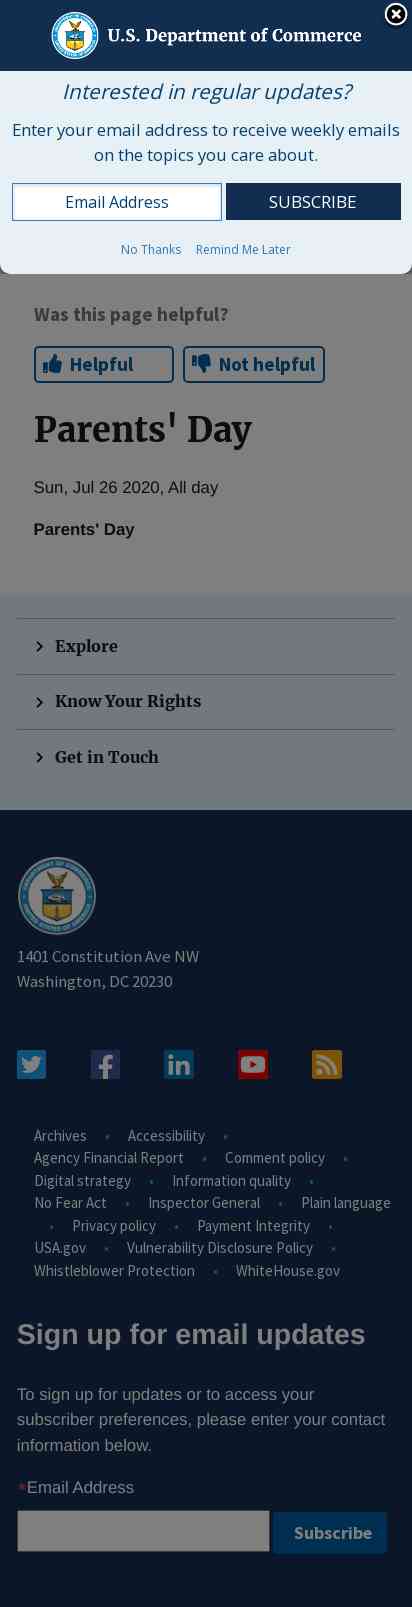 U.S. Department of Commerce
Interested in regular updates?
Enter your email address to receive weekly emails
on the topics you care about.
Email Address SUBSCRIBE
No Thanks Remind Me Later
Was this page helpful?
Helpful Not helpful
Parents' Day
Sun, Jul 26 2020, All day
Parents' Day
Explore
Know Your Rights
Get in Touch
1401 Constitution Ave NW
Washington, DC 20230
Archives • Accessibility •
Agency Financial Report • Comment policy •
Digital strategy • Information quality •
No Fear Act • Inspector General • Plain language
• Privacy policy • Payment Integrity •
USA.gov • Vulnerability Disclosure Policy •
Whistleblower Protection • WhiteHouse.gov
Sign up for email updates
To sign up for updates or to access your
subscriber preferences, please enter your contact
information below.
*Email Address
Subscribe